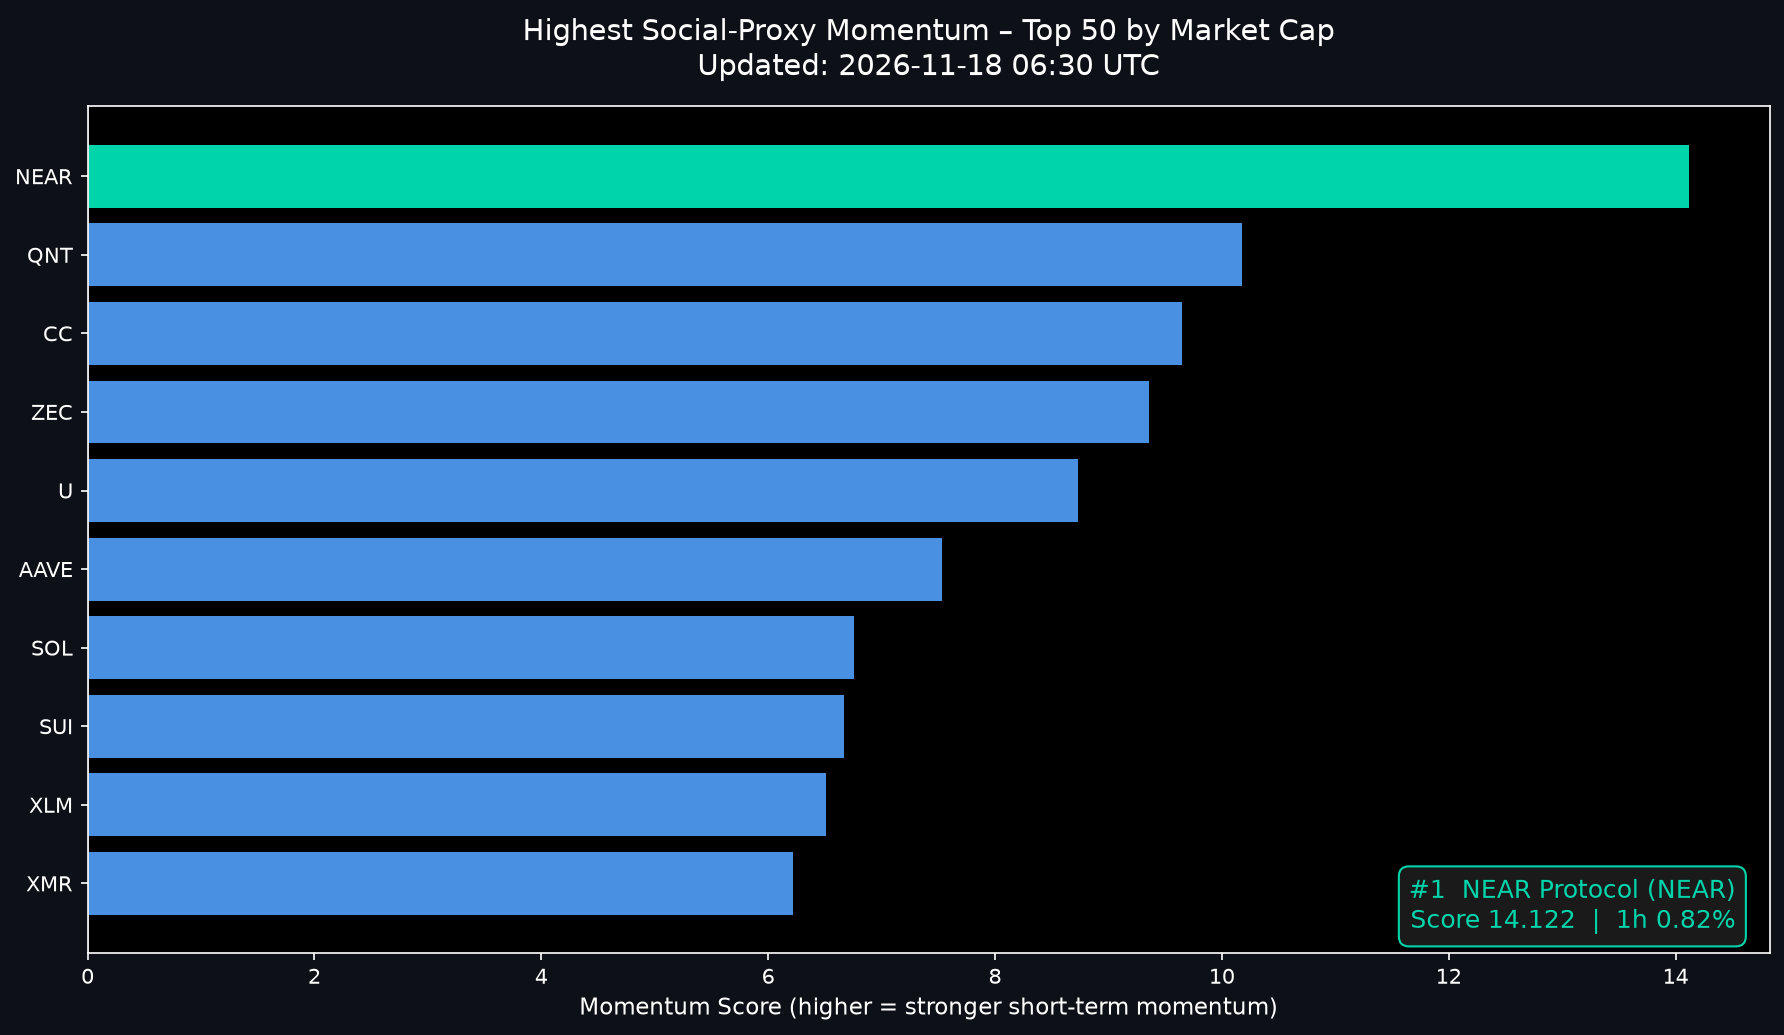 Highest Social-Proxy Momentum – Top 50 by Market Cap
Updated: 2026-11-18 06:30 UTC
NEAR
QNT
CC
ZEC
U
AAVE
SOL
SUI
XLM
XMR
#1  NEAR Protocol (NEAR)
Score 14.122  |  1h 0.82%
0 2 4 6 8 10 12 14
Momentum Score (higher = stronger short-term momentum)